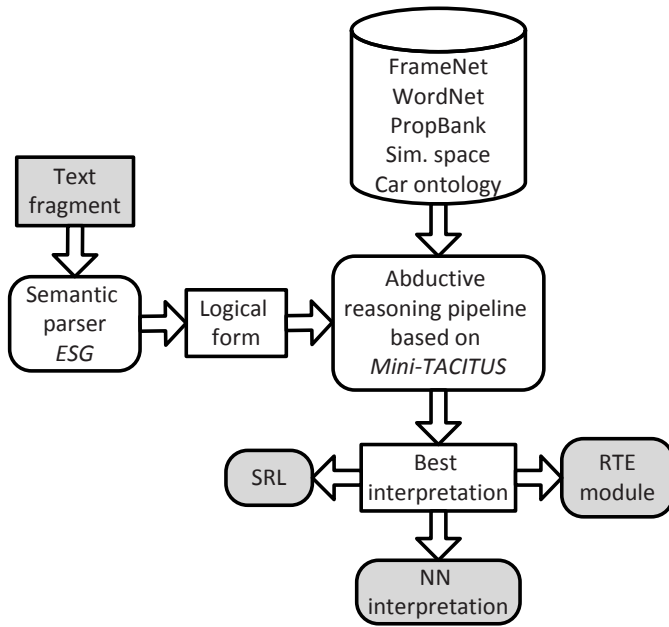 FrameNet
WordNet
PropBank
Sim. space
Car ontology
Text
fragment
Semantic
parser
ESG
Logical
form
Abductive
reasoning pipeline
based on
Mini-TACITUS
SRL
Best
interpretation
RTE
module
NN
interpretation